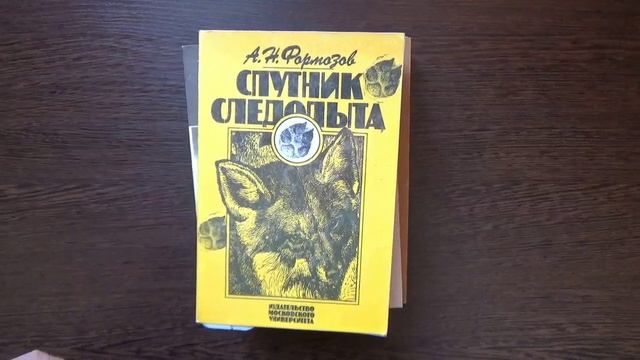 А.Н. Формозов
СПУТНИК
СЛЕДОПЫТА
ИЗДАТЕЛЬСТВО
МОСКОВСКОГО
УНИВЕРСИТЕТА